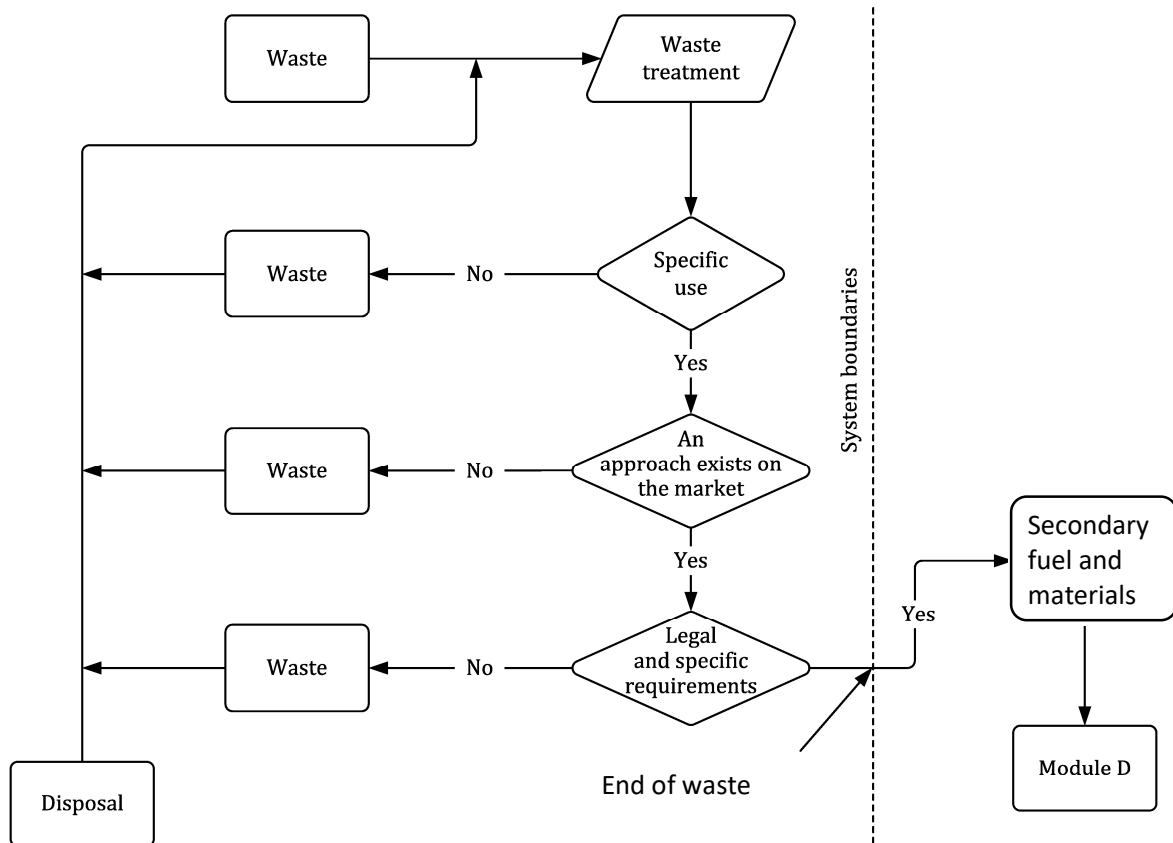 Waste
Waste
treatment
Waste
No
Specific
use
Yes
System boundaries
Waste
No
An
approach exists on
the market
Yes
Secondary
fuel and
materials
Yes
Waste
No
Legal
and specific
requirements
End of waste
Module D
Disposal